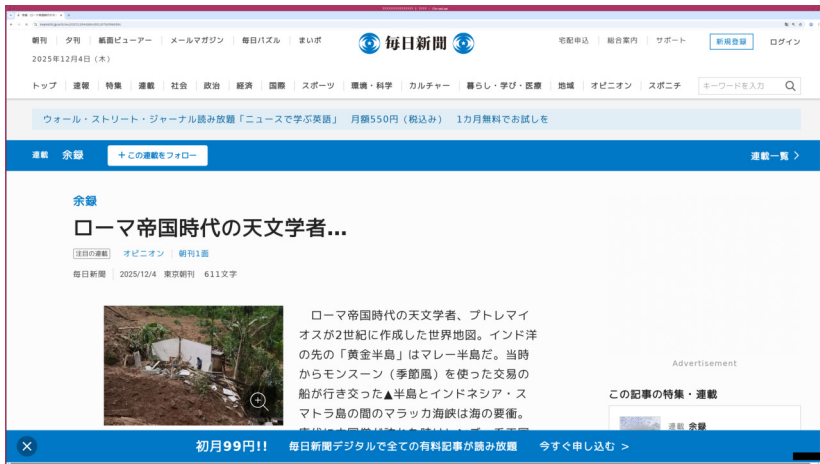 朝刊 夕刊 紙面ビューアー メールマガジン 毎日パズル まいポ 毎日新聞 宅配申込 総合案内 サポート 新規登録 ログイン
2025年12月4日 (木)
トップ 速報 特集 連載 社会 政治 経済 国際 スポーツ 環境・科学 カルチャー 暮らし・学び・医療 地域 オピニオン スポニチ キーワードを入力
ウォール・ストリート・ジャーナル読み放題「ニュースで学ぶ英語」 月額550円（税込み） 1カ月無料でお試しを
連載 余録 +この連載をフォロー 連載一覧 >
余録
ローマ帝国時代の天文学者...
注目の連載 オピニオン 朝刊1面
毎日新聞 2025/12/4 東京朝刊 611文字
ローマ帝国時代の天文学者、プトレマイ
オスが2世紀に作成した世界地図。インド洋
の先の「黄金半島」はマレー半島だ。当時
からモンスーン（季節風）を使った交易の
船が行き交った▲半島とインドネシア・ス
マトラ島の間のマラッカ海峡は海の要衝。
Advertisement
この記事の特集・連載
連載 余録
初月99円!! 毎日新聞デジタルで全ての有料記事が読み放題 今すぐ申し込む >